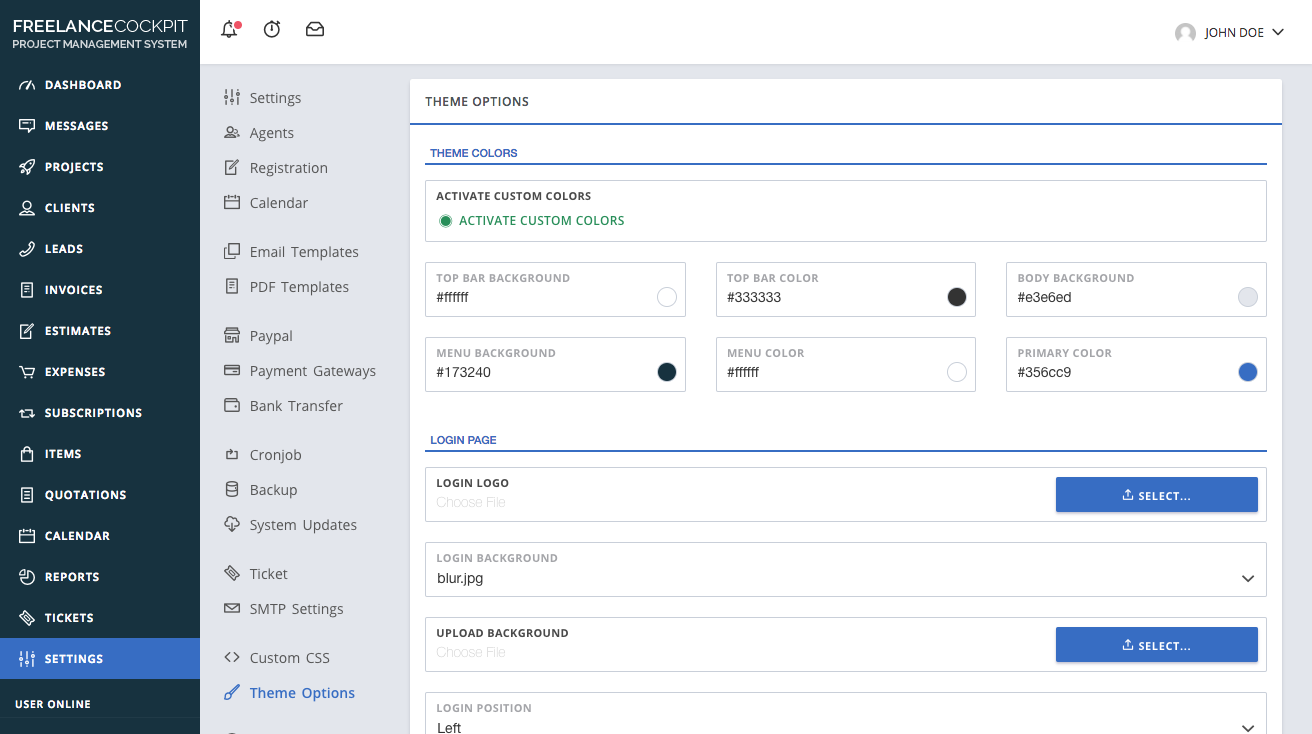 FREELANCECOCKPIT
PROJECT MANAGEMENT SYSTEM
DASHBOARD
MESSAGES
PROJECTS
CLIENTS
LEADS
INVOICES
ESTIMATES
EXPENSES
SUBSCRIPTIONS
ITEMS
QUOTATIONS
CALENDAR
REPORTS
TICKETS
SETTINGS
USER ONLINE
JOHN DOE
Settings
Agents
Registration
Calendar
Email Templates
PDF Templates
Paypal
Payment Gateways
Bank Transfer
Cronjob
Backup
System Updates
Ticket
SMTP Settings
Custom CSS
Theme Options
THEME OPTIONS
THEME COLORS
ACTIVATE CUSTOM COLORS
ACTIVATE CUSTOM COLORS
TOP BAR BACKGROUND
#ffffff
TOP BAR COLOR
#333333
BODY BACKGROUND
#e3e6ed
MENU BACKGROUND
#173240
MENU COLOR
#ffffff
PRIMARY COLOR
#356cc9
LOGIN PAGE
LOGIN LOGO
Choose File
SELECT...
LOGIN BACKGROUND
blur.jpg
UPLOAD BACKGROUND
Choose File
SELECT...
LOGIN POSITION
Left